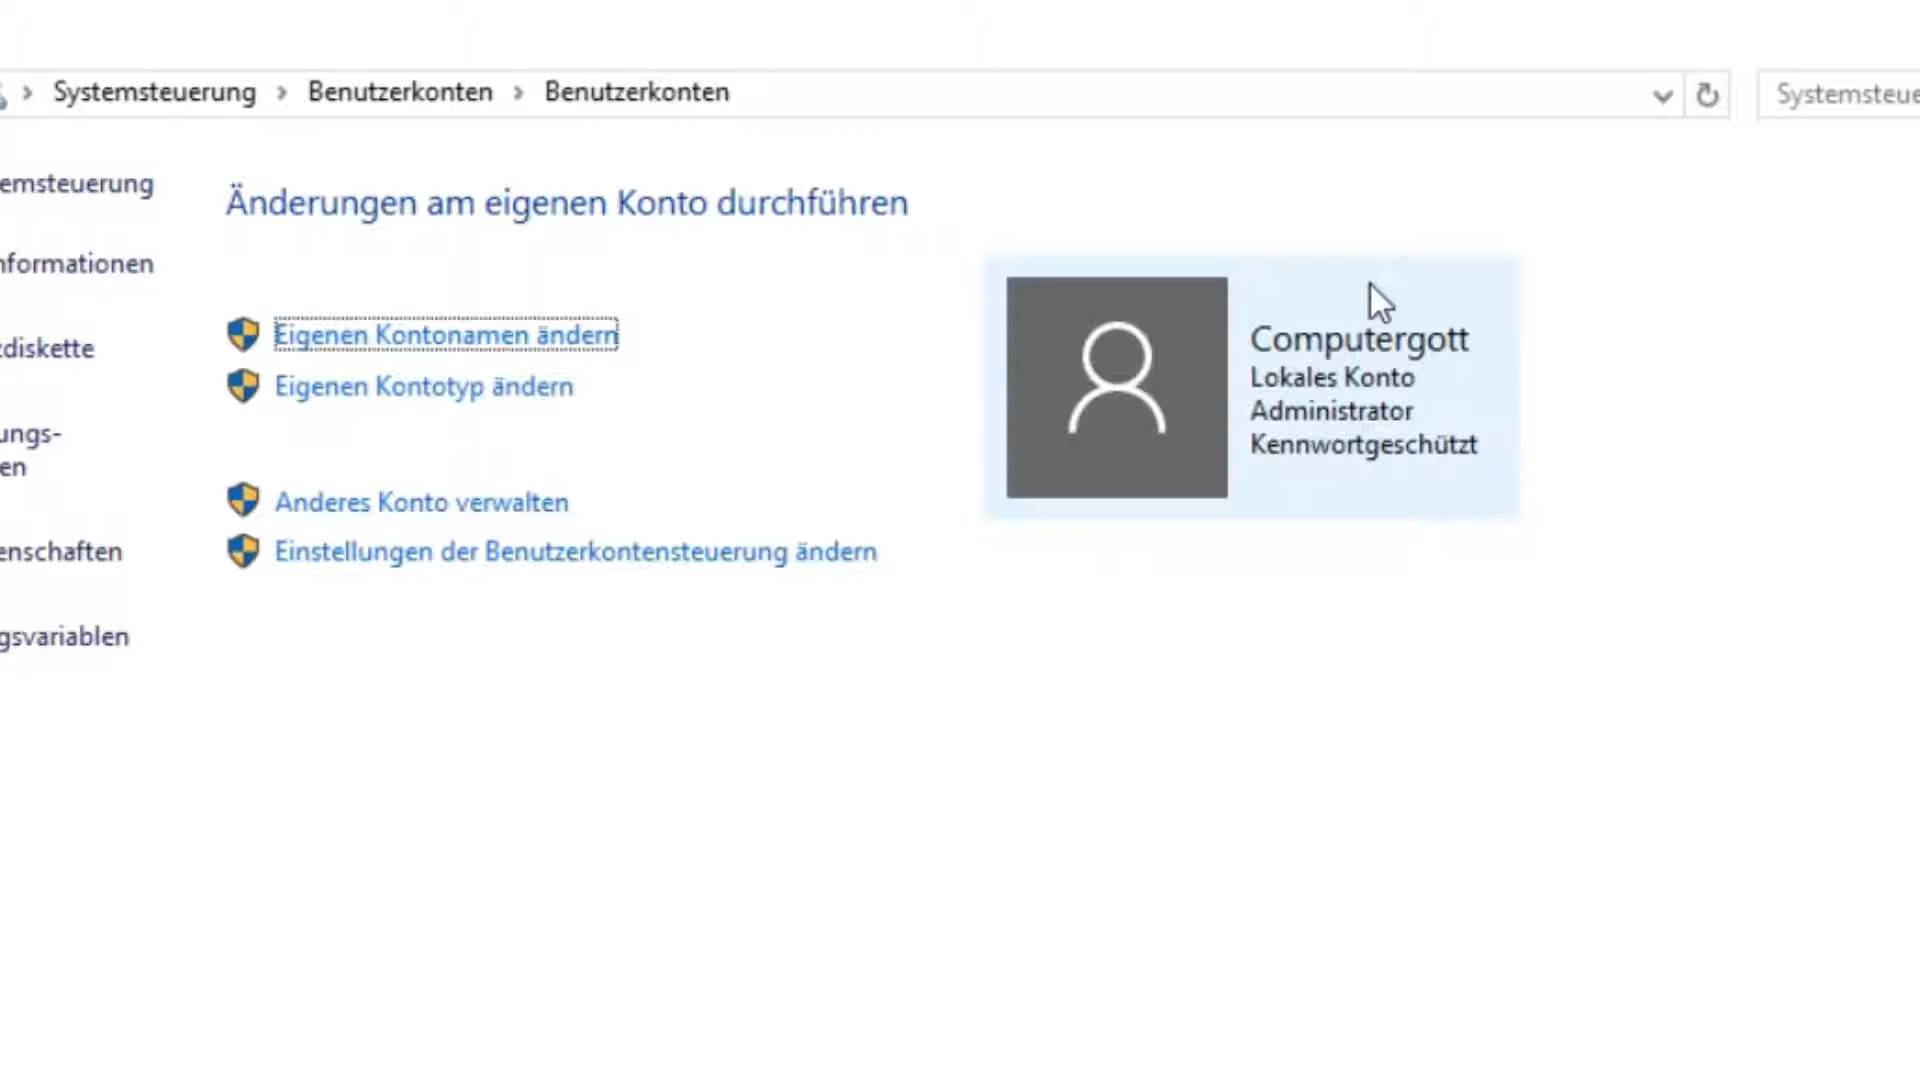 Systemsteuerung > Benutzerkonten > Benutzerkonten
Systemsteue
emsteuerung
nformationen
diskette
ungs-
en
enschaften
gsvariablen
Änderungen am eigenen Konto durchführen
Eigenen Kontonamen ändern
Eigenen Kontotyp ändern
Anderes Konto verwalten
Einstellungen der Benutzerkontensteuerung ändern
Computergott
Lokales Konto
Administrator
Kennwortgeschützt